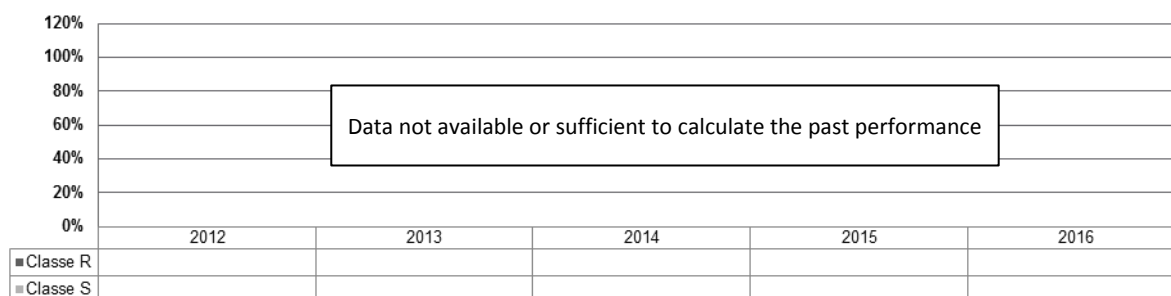 120%
100%
80%
Data not available or sufficient to calculate the past performance
60%
40%
20%
0%
2012 2013 2014 2015 2016
Classe R
Classe S